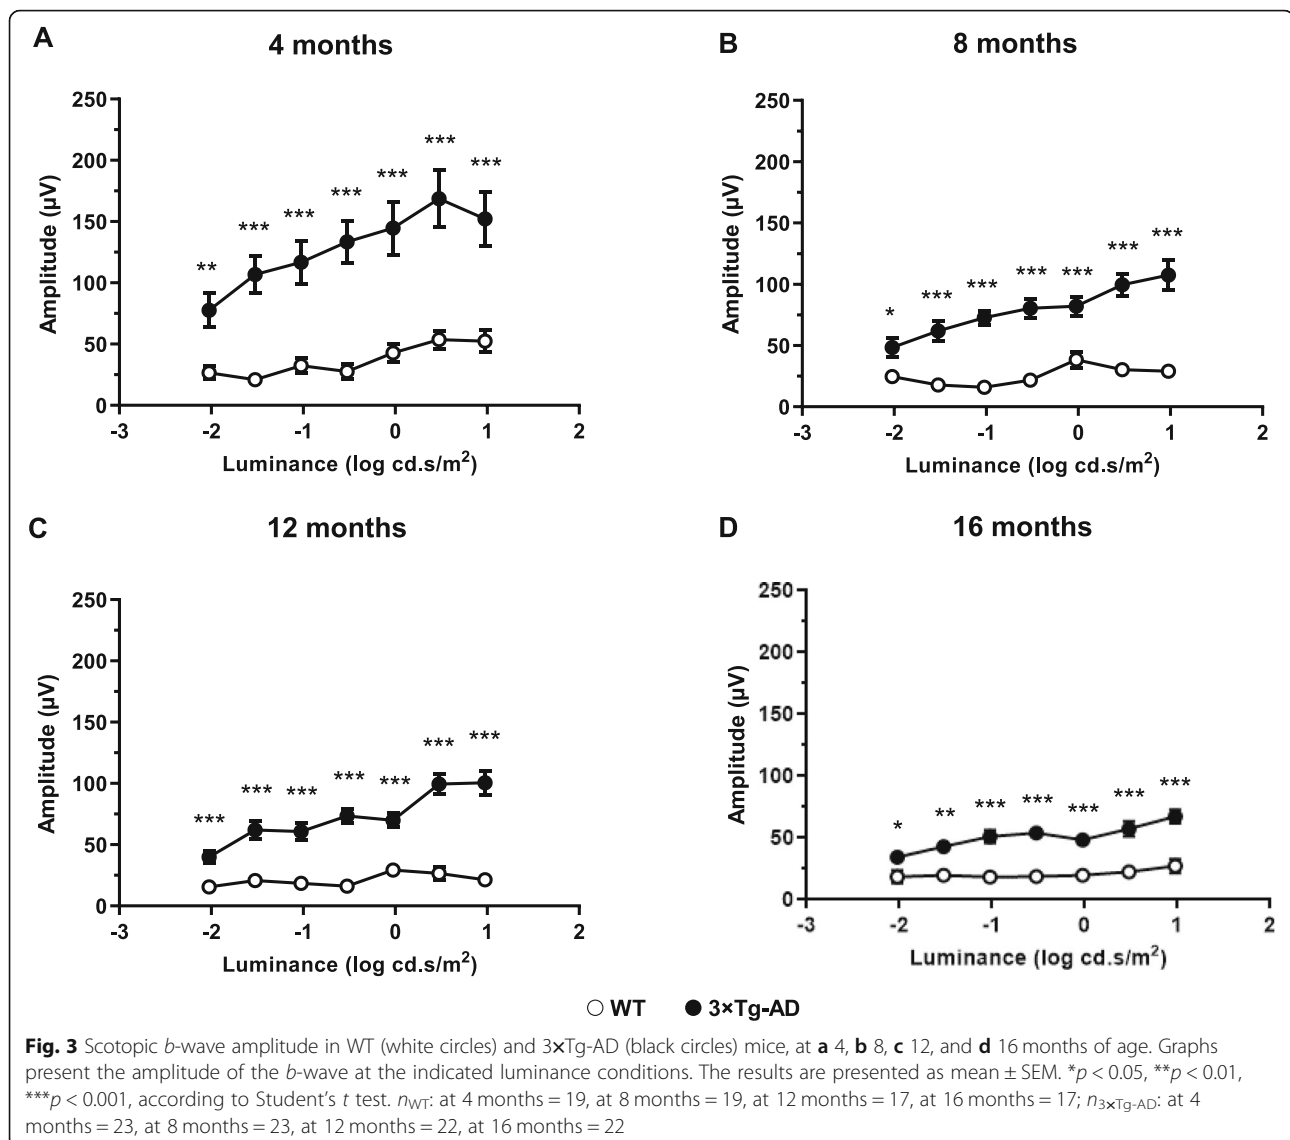 A
4 months
B
8 months
250
200
150
100
50
0
Amplitude (µV)
** *** *** *** *** *** ***
-3 -2 -1 0 1 2
Luminance (log cd.s/m²)
250
200
150
100
50
0
Amplitude (µV)
* *** *** *** *** *** ***
-3 -2 -1 0 1 2
Luminance (log cd.s/m²)
C
12 months
D
16 months
250
200
150
100
50
0
Amplitude (µV)
*** *** *** *** *** *** ***
-3 -2 -1 0 1 2
Luminance (log cd.s/m²)
250
200
150
100
50
0
Amplitude (µV)
* ** *** *** *** *** ***
-3 -2 -1 0 1 2
Luminance (log cd.s/m²)
WT 3×Tg-AD
Fig. 3 Scotopic b-wave amplitude in WT (white circles) and 3×Tg-AD (black circles) mice, at a 4, b 8, c 12, and d 16 months of age. Graphs
present the amplitude of the b-wave at the indicated luminance conditions. The results are presented as mean ± SEM. *p < 0.05, **p < 0.01,
***p < 0.001, according to Student's t test. nWT: at 4 months = 19, at 8 months = 19, at 12 months = 17, at 16 months = 17; n3×Tg-AD: at 4
months = 23, at 8 months = 23, at 12 months = 22, at 16 months = 22